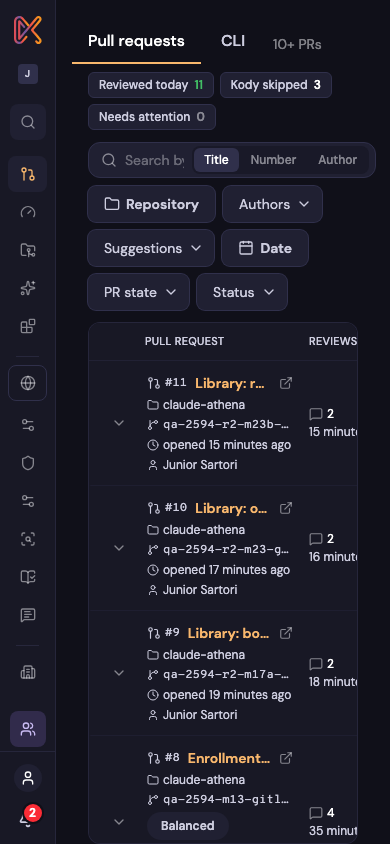 Pull requests CLI 10+ PRs
J
Reviewed today 11 Kody skipped 3
Needs attention 0
Search by Title Number Author
Repository Authors
Suggestions Date
PR state Status
PULL REQUEST REVIEWS
#11 Library: r...
claude-athena
qa-2594-r2-m23b-…
opened 15 minutes ago
Junior Sartori
2
15 minut
#10 Library: o...
claude-athena
qa-2594-r2-m23-g…
opened 17 minutes ago
Junior Sartori
2
16 minut
#9 Library: bo...
claude-athena
qa-2594-r2-m17a-…
opened 19 minutes ago
Junior Sartori
2
18 minut
#8 Enrollment...
claude-athena
qa-2594-m13-gitl…
Balanced
4
35 minut
2